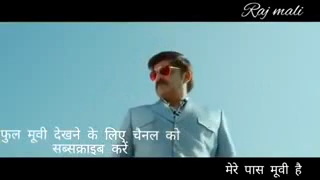 Raj mali
फुल मूवी देखने के लिए चैनल को
सब्सक्राइब करें
मेरे पास मूवी है